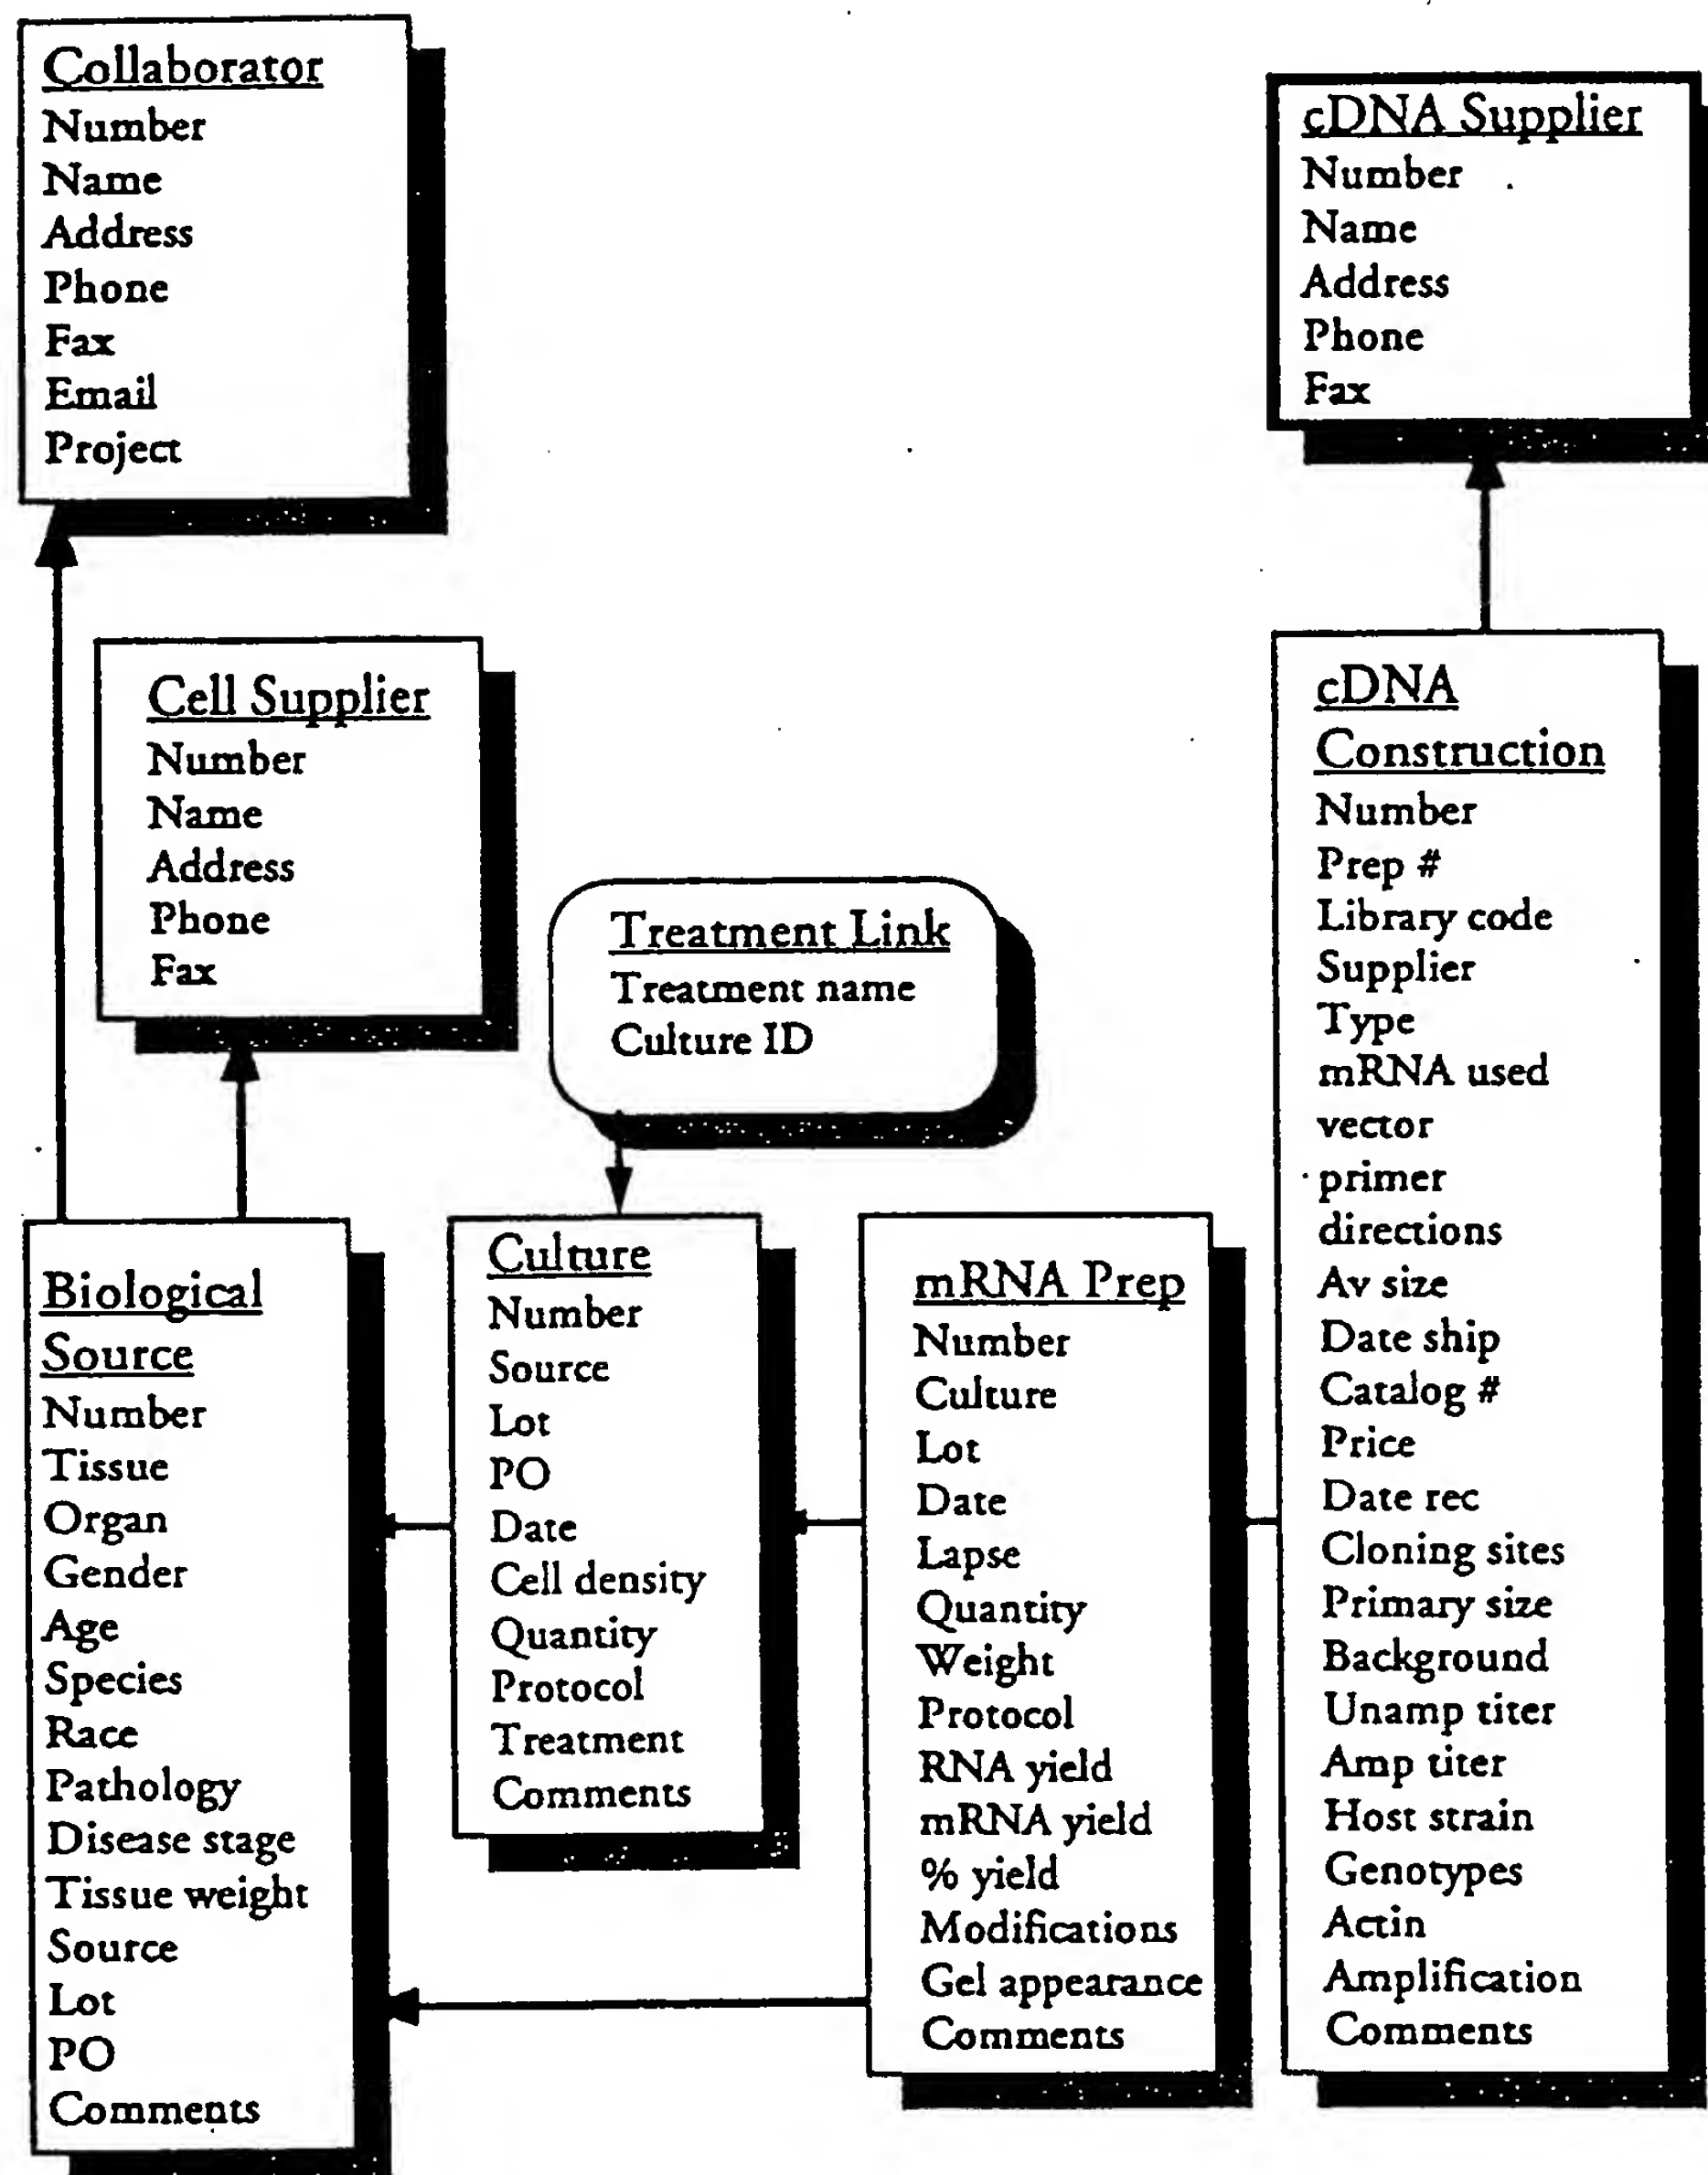 Collaborator
Number
Name
Address
Phone
Fax
Email
Project
cDNA Supplier
Number
Name
Address
Phone
Fax
Cell Supplier
Number
Name
Address
Phone
Fax
Treatment Link
Treatment name
Culture ID
cDNA
Construction
Number
Prep #
Library code
Supplier
Type
mRNA used
vector
primer
directions
Av size
Date ship
Catalog #
Price
Date rec
Cloning sites
Primary size
Background
Unamp titer
Amp titer
Host strain
Genotypes
Actin
Amplification
Comments
Biological
Source
Number
Tissue
Organ
Gender
Age
Species
Race
Pathology
Disease stage
Tissue weight
Source
Lot
PO
Comments
Culture
Number
Source
Lot
PO
Date
Cell density
Quantity
Protocol
Treatment
Comments
mRNA Prep
Number
Culture
Lot
Date
Lapse
Quantity
Weight
Protocol
RNA yield
mRNA yield
% yield
Modifications
Gel appearance
Comments